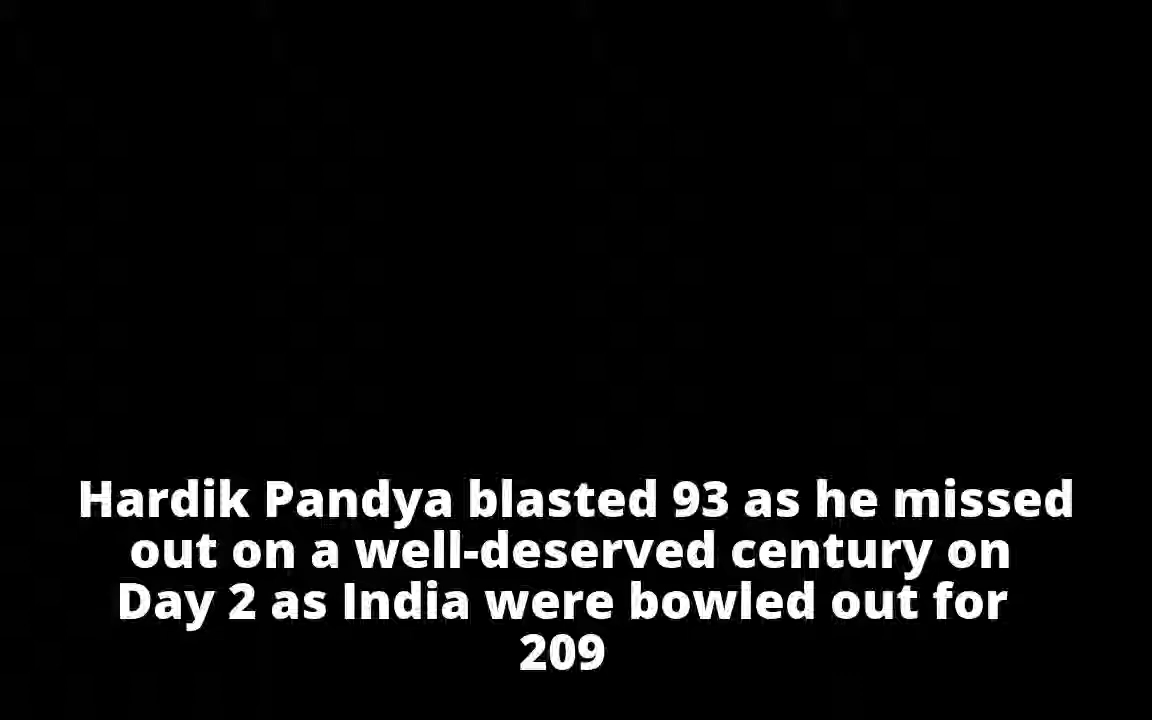 Hardik Pandya blasted 93 as he missed
out on a well-deserved century on
Day 2 as India were bowled out for
209